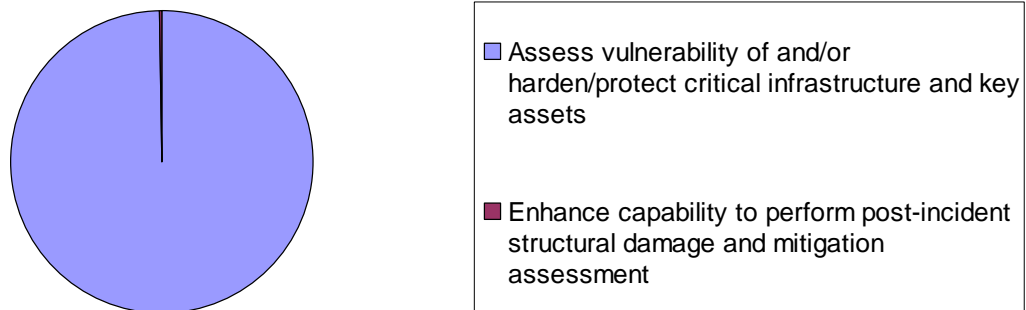 Assess vulnerability of and/or
harden/protect critical infrastructure and key
assets
Enhance capability to perform post-incident
structural damage and mitigation
assessment